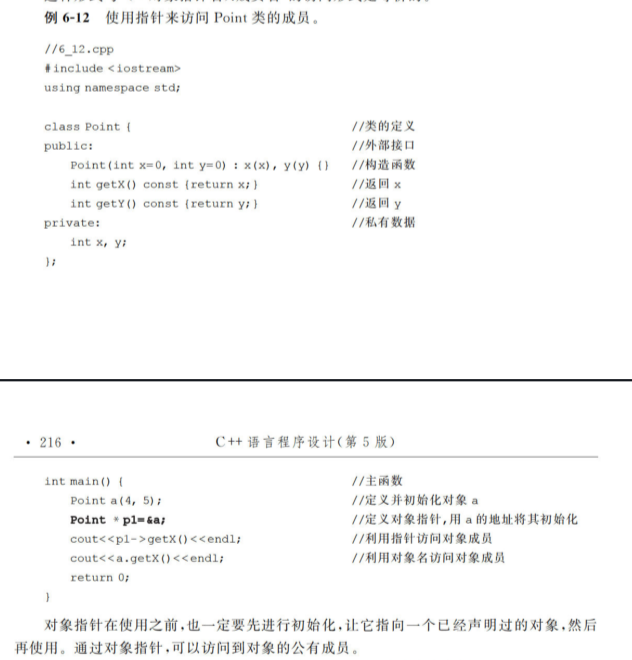 例 6-12 使用指针来访问 Point 类的成员。
//6_12.cpp
#include <iostream>
using namespace std;
class Point { //类的定义
public: //外部接口
Point(int x=0, int y=0) : x(x), y(y) {} //构造函数
int getX() const {return x;} //返回 x
int getY() const {return y;} //返回 y
private: //私有数据
int x, y;
};
• 216 • C++ 语言程序设计(第 5 版)
int main() { //主函数
Point a(4, 5); //定义并初始化对象 a
Point * p1=&a; //定义对象指针,用 a 的地址将其初始化
cout<<p1->getX()<<endl; //利用指针访问对象成员
cout<<a.getX()<<endl; //利用对象名访问对象成员
return 0;
}
对象指针在使用之前,也一定要先进行初始化,让它指向一个已经声明过的对象,然后
再使用。通过对象指针,可以访问到对象的公有成员。